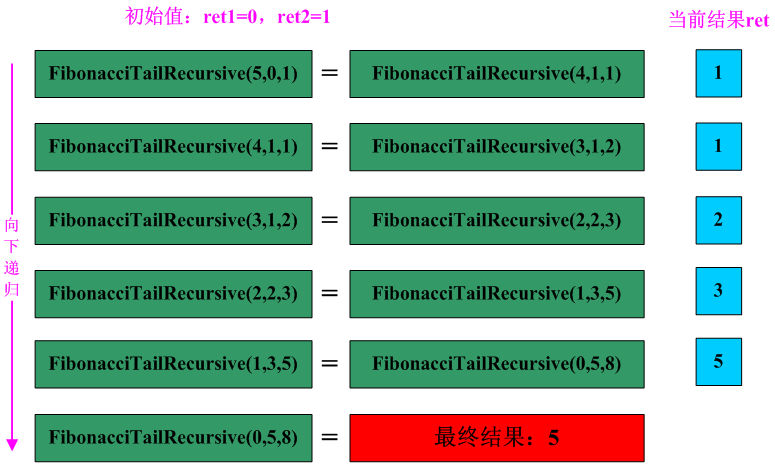 初始值：ret1=0，ret2=1 当前结果ret
FibonacciTailRecursive(5,0,1) = FibonacciTailRecursive(4,1,1) 1
FibonacciTailRecursive(4,1,1) = FibonacciTailRecursive(3,1,2) 1
FibonacciTailRecursive(3,1,2) = FibonacciTailRecursive(2,2,3) 2
FibonacciTailRecursive(2,2,3) = FibonacciTailRecursive(1,3,5) 3
FibonacciTailRecursive(1,3,5) = FibonacciTailRecursive(0,5,8) 5
FibonacciTailRecursive(0,5,8) = 最终结果：5
向下递归